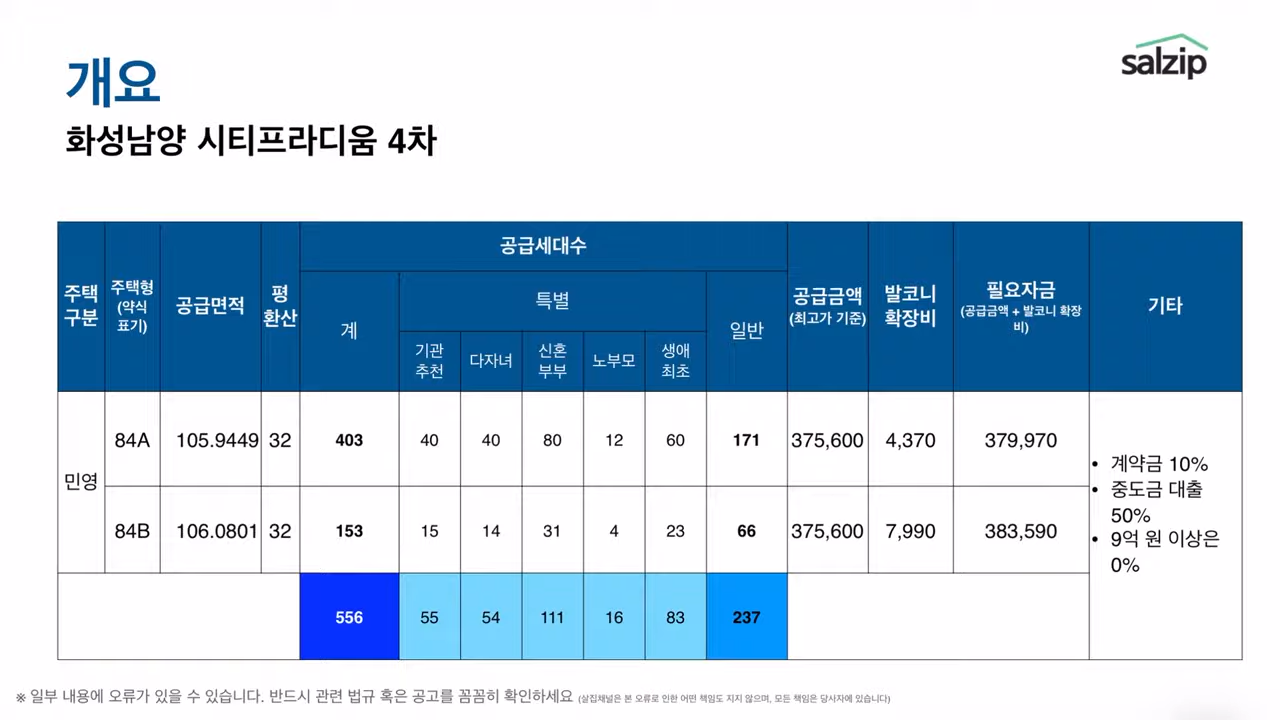 salzip
개요
화성남양 시티프라디움 4차
주택
구분
주택형
(약식
표기)
공급면적
평
환산
공급세대수
계
특별
기관
추천
다자녀
신혼
부부
노부모
생애
최초
일반
공급금액
(최고가 기준)
발코니
확장비
필요자금
(공급금액 + 발코니 확장
비)
기타
민영
84A 105.9449 32 403 40 40 80 12 60 171 375,600 4,370 379,970
84B 106.0801 32 153 15 14 31 4 23 66 375,600 7,990 383,590
556 55 54 111 16 83 237
• 계약금 10%
• 중도금 대출
50%
• 9억 원 이상은
0%
※ 일부 내용에 오류가 있을 수 있습니다. 반드시 관련 법규 혹은 공고를 꼼꼼히 확인하세요 (살집채널은 본 오류로 인한 어떤 책임도 지지 않으며, 모든 책임은 당사자에 있습니다)